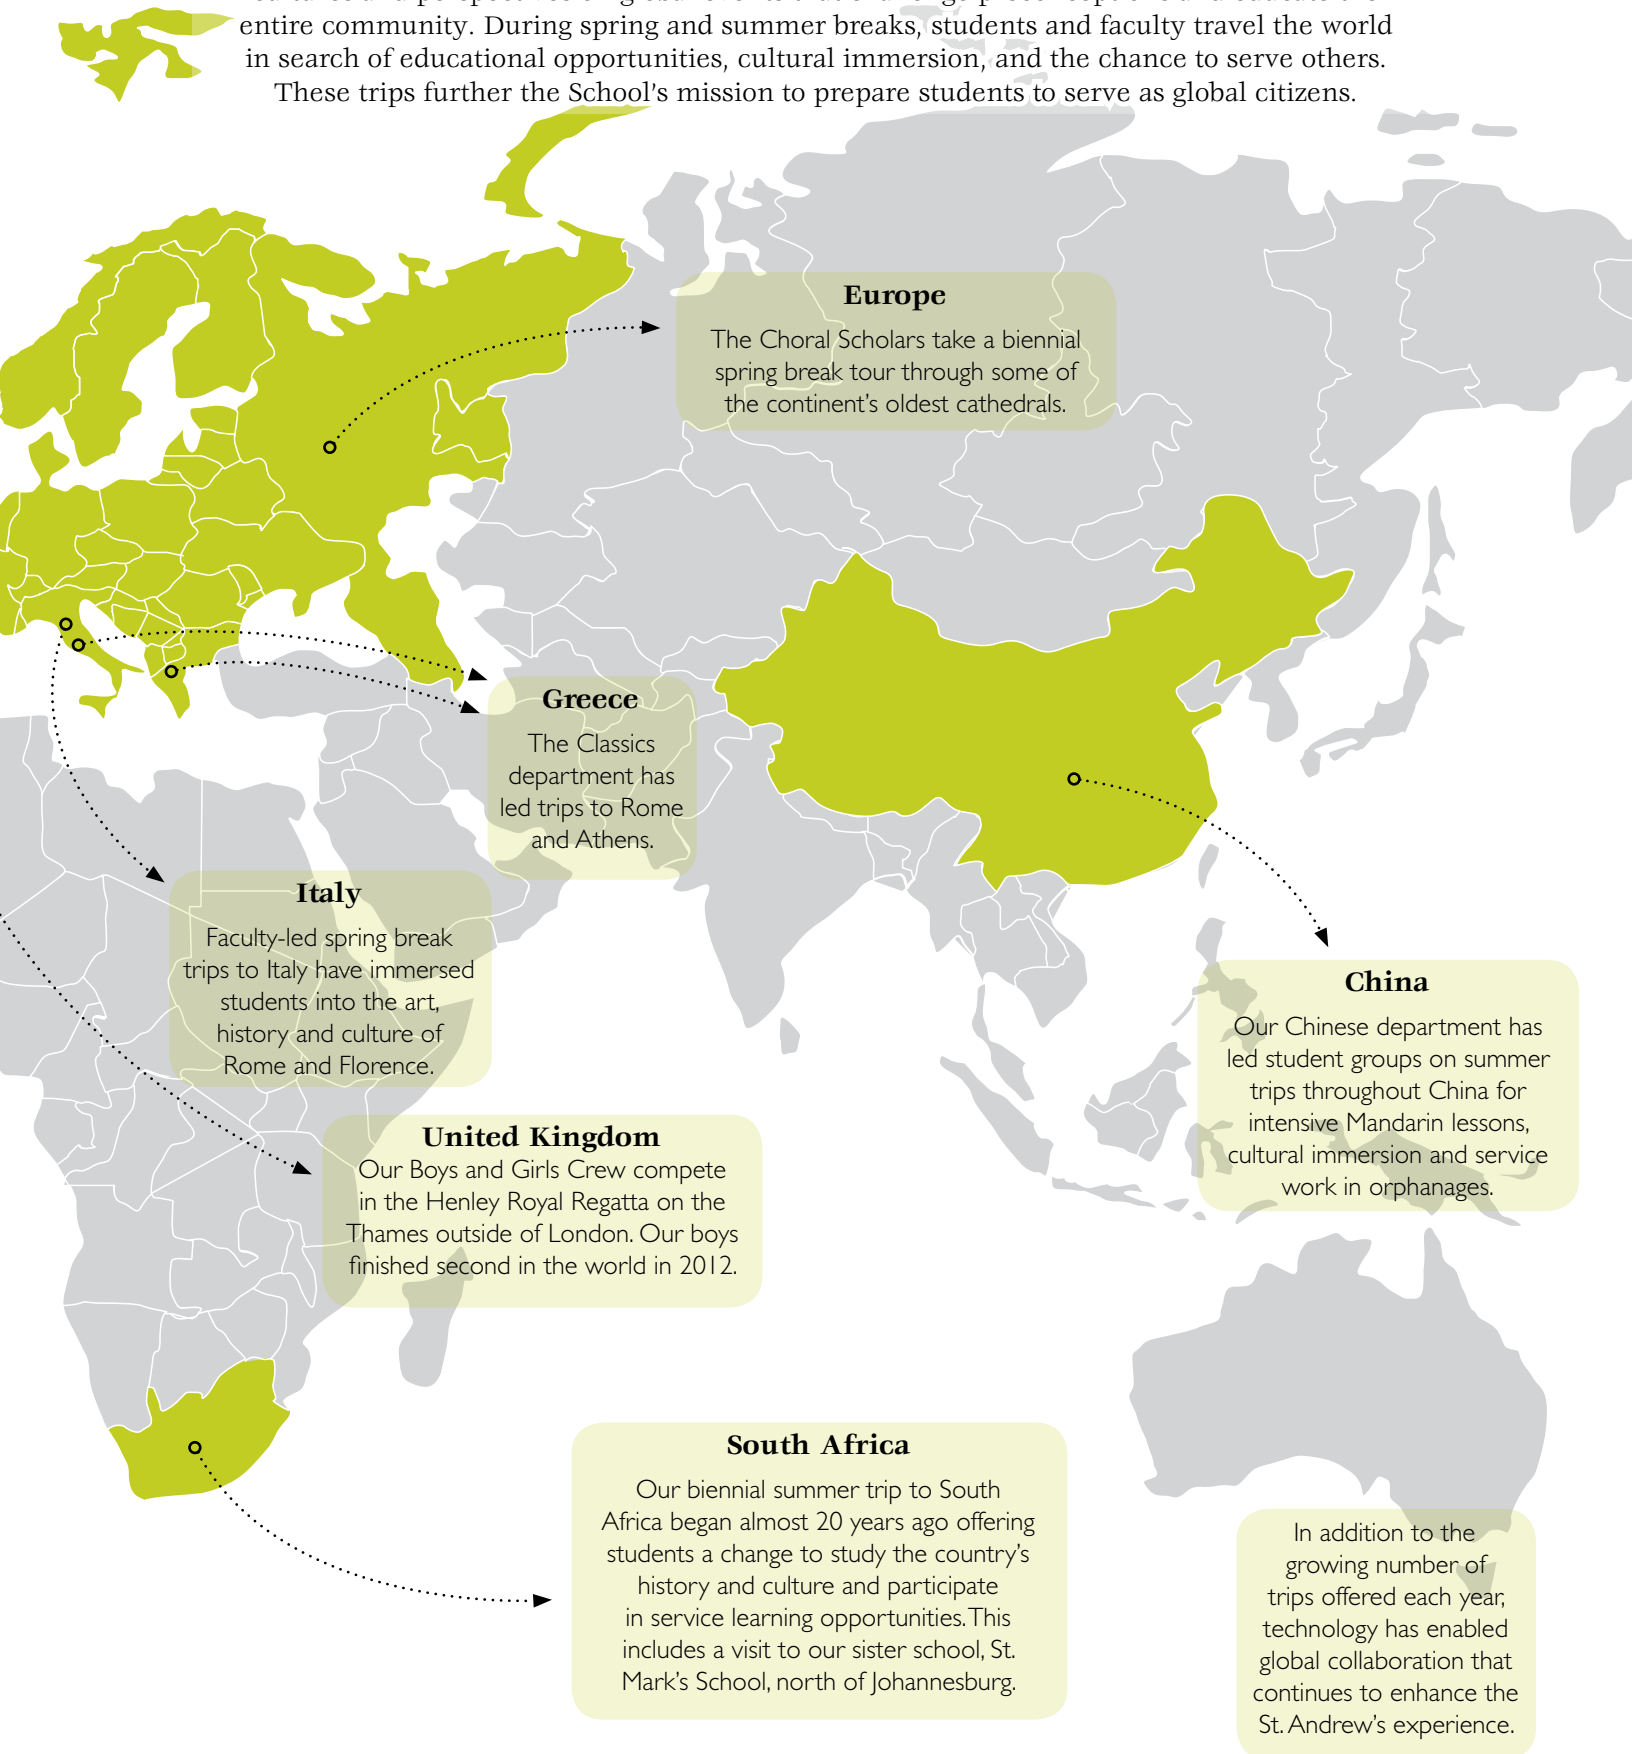 entire community. During spring and summer breaks, students and faculty travel the world
in search of educational opportunities, cultural immersion, and the chance to serve others.
These trips further the School's mission to prepare students to serve as global citizens.
Europe
The Choral Scholars take a biennial
spring break tour through some of
the continent's oldest cathedrals.
Greece
The Classics
department has
led trips to Rome
and Athens.
Italy
Faculty-led spring break
trips to Italy have immersed
students into the art,
history and culture of
Rome and Florence.
China
Our Chinese department has
led student groups on summer
trips throughout China for
intensive Mandarin lessons,
cultural immersion and service
work in orphanages.
United Kingdom
Our Boys and Girls Crew compete
in the Henley Royal Regatta on the
Thames outside of London. Our boys
finished second in the world in 2012.
South Africa
Our biennial summer trip to South
Africa began almost 20 years ago offering
students a change to study the country's
history and culture and participate
in service learning opportunities. This
includes a visit to our sister school, St.
Mark's School, north of Johannesburg.
In addition to the
growing number of
trips offered each year,
technology has enabled
global collaboration that
continues to enhance the
St. Andrew's experience.